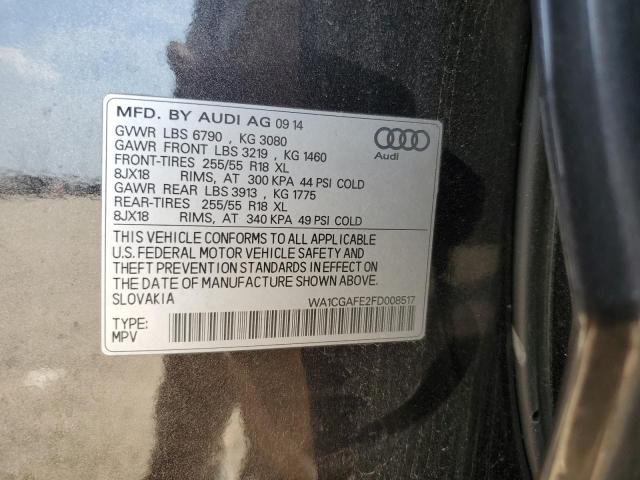 MFD. BY AUDI AG 09 14
GVWR LBS 6790 , KG 3080
GAWR FRONT LBS 3219 , KG 1460
FRONT-TIRES 255/55 R18 XL
8JX18 RIMS, AT 300 KPA 44 PSI COLD
GAWR REAR LBS 3913 , KG 1775
REAR-TIRES 255/55 R18 XL
8JX18 RIMS, AT 340 KPA 49 PSI COLD
Audi
THIS VEHICLE CONFORMS TO ALL APPLICABLE
U.S. FEDERAL MOTOR VEHICLE SAFETY AND
THEFT PREVENTION STANDARDS IN EFFECT ON
THE DATE OF MANUFACTURE SHOWN ABOVE.
SLOVAKIA WA1CGAFE2FD008517
TYPE:
MPV